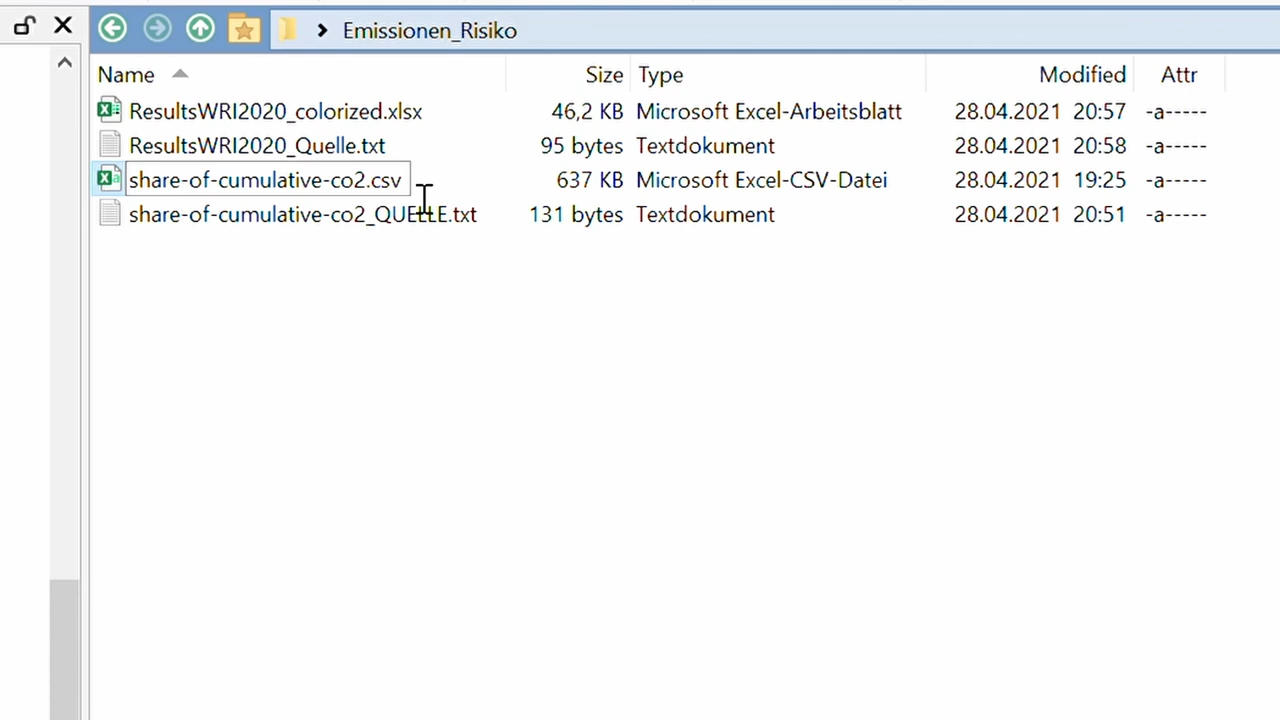 Emissionen_Risiko
Name Size Type Modified Attr
ResultsWRI2020_colorized.xlsx 46,2 KB Microsoft Excel-Arbeitsblatt 28.04.2021 20:57 -a-----
ResultsWRI2020_Quelle.txt 95 bytes Textdokument 28.04.2021 20:58 -a-----
share-of-cumulative-co2.csv 637 KB Microsoft Excel-CSV-Datei 28.04.2021 19:25 -a-----
share-of-cumulative-co2_QUELLE.txt 131 bytes Textdokument 28.04.2021 20:51 -a-----